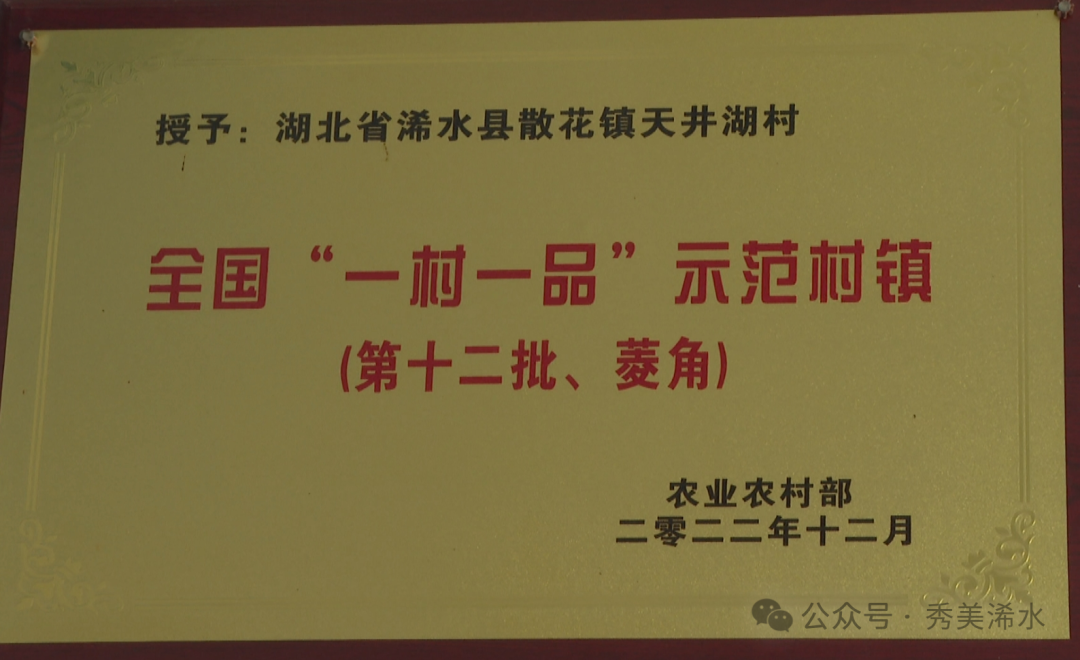 授予：湖北省浠水县散花镇天井湖村
全国“一村一品”示范村镇
(第十二批、菱角)
农业农村部
二零二二年十二月
公众号·秀美浠水